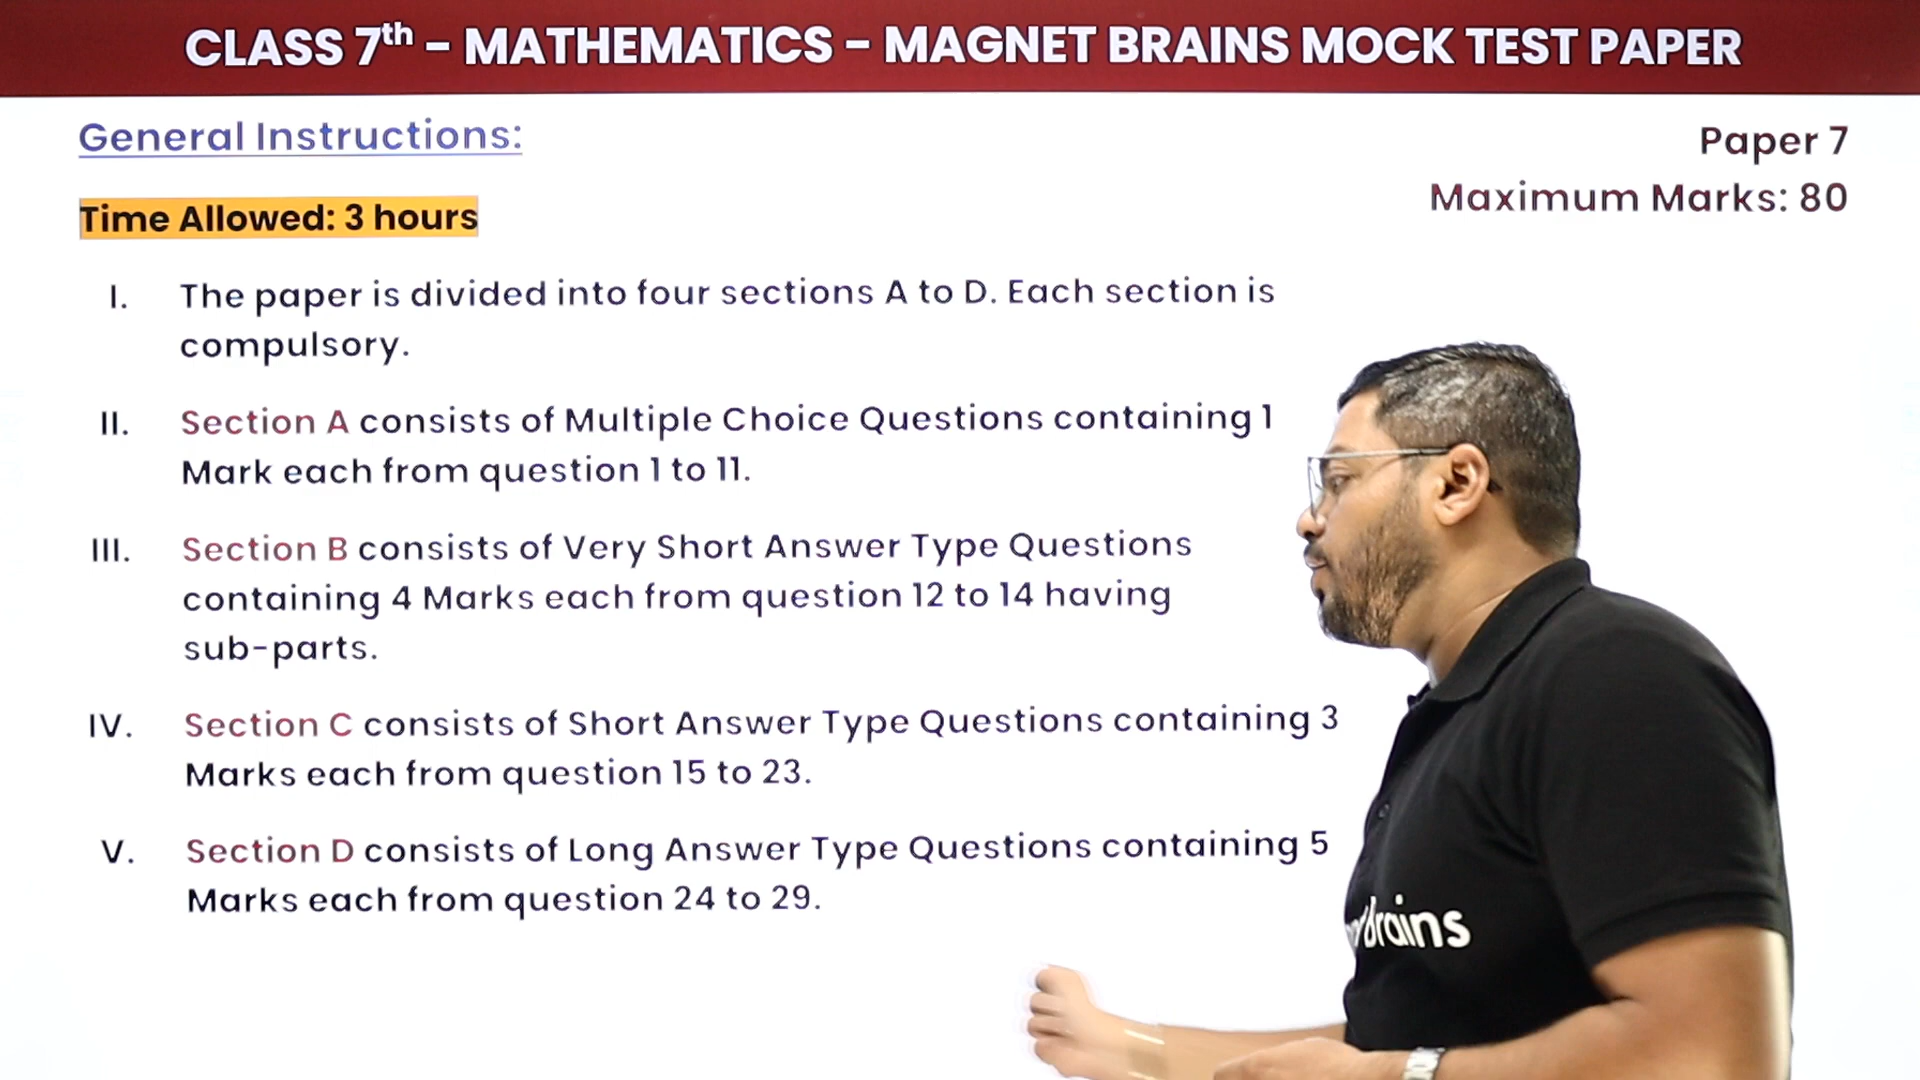 CLASS 7th – MATHEMATICS – MAGNET BRAINS MOCK TEST PAPER
General Instructions:
Paper 7
Maximum Marks: 80
Time Allowed: 3 hours
I. The paper is divided into four sections A to D. Each section is
compulsory.
II. Section A consists of Multiple Choice Questions containing 1
Mark each from question 1 to 11.
III. Section B consists of Very Short Answer Type Questions
containing 4 Marks each from question 12 to 14 having
sub-parts.
IV. Section C consists of Short Answer Type Questions containing 3
Marks each from question 15 to 23.
V. Section D consists of Long Answer Type Questions containing 5
Marks each from question 24 to 29.
brains